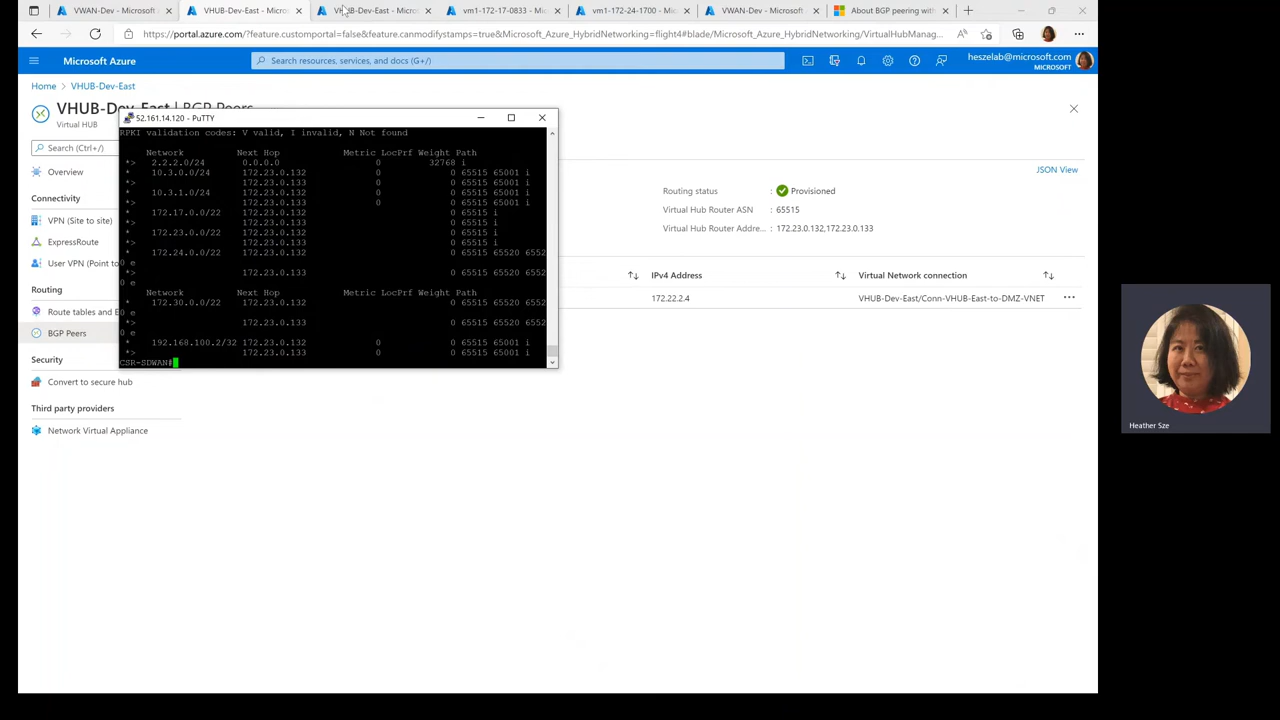 VWAN-Dev - Microsoft
VHUB-Dev-East - Micros
VHUB-Dev-East - Micros
vm1-172-17-0833 - Micros
vm1-172-24-1700 - Micros
VWAN-Dev - Microsoft
About BGP peering with
https://portal.azure.com/?feature.customportal=false&feature.canmodifystamps=true&Microsoft_Azure_HybridNetworking=flight4#blade/Microsoft_Azure_HybridNetworking/VirtualHubManag...
Microsoft Azure
Search resources, services, and docs (G+/)
heszelab@microsoft.com
MICROSOFT
Home > VHUB-Dev-East >
VHUB-Dev-East | BGP Peers
Virtual HUB
Search (Ctrl+/)
Overview
Connectivity
VPN (Site to site)
ExpressRoute
User VPN (Point to
Routing
Route tables and E
BGP Peers
Security
Convert to secure hub
Third party providers
Network Virtual Appliance
52.161.14.120 - PuTTY
RPKI validation codes: V valid, I invalid, N Not found
Network Next Hop Metric LocPrf Weight Path
*> 2.2.2.0/24 0.0.0.0 0 32768 i
* 10.3.0.0/24 172.23.0.132 0 0 65515 65001 i
*> 172.23.0.133 0 0 65515 65001 i
* 10.3.1.0/24 172.23.0.132 0 0 65515 65001 i
*> 172.23.0.133 0 0 65515 65001 i
* 172.17.0.0/22 172.23.0.132 0 65515 i
*> 172.23.0.133 0 65515 i
* 172.23.0.0/22 172.23.0.132 0 65515 i
*> 172.23.0.133 0 65515 i
* 172.24.0.0/22 172.23.0.132 0 65515 65520 6552
0 e
*> 172.23.0.133 0 65515 65520 6552
0 e
Network Next Hop Metric LocPrf Weight Path
* 172.30.0.0/22 172.23.0.132 0 65515 65520 6552
0 e
*> 172.23.0.133 0 65515 65520 6552
0 e
* 192.168.100.2/32 172.23.0.132 0 0 65515 65001 i
*> 172.23.0.133 0 0 65515 65001 i
CSR-SDWAN#
JSON View
Routing status : Provisioned
Virtual Hub Router ASN : 65515
Virtual Hub Router Addre... : 172.23.0.132,172.23.0.133
IPv4 Address
Virtual Network connection
172.22.2.4
VHUB-Dev-East/Conn-VHUB-East-to-DMZ-VNET
Heather Sze